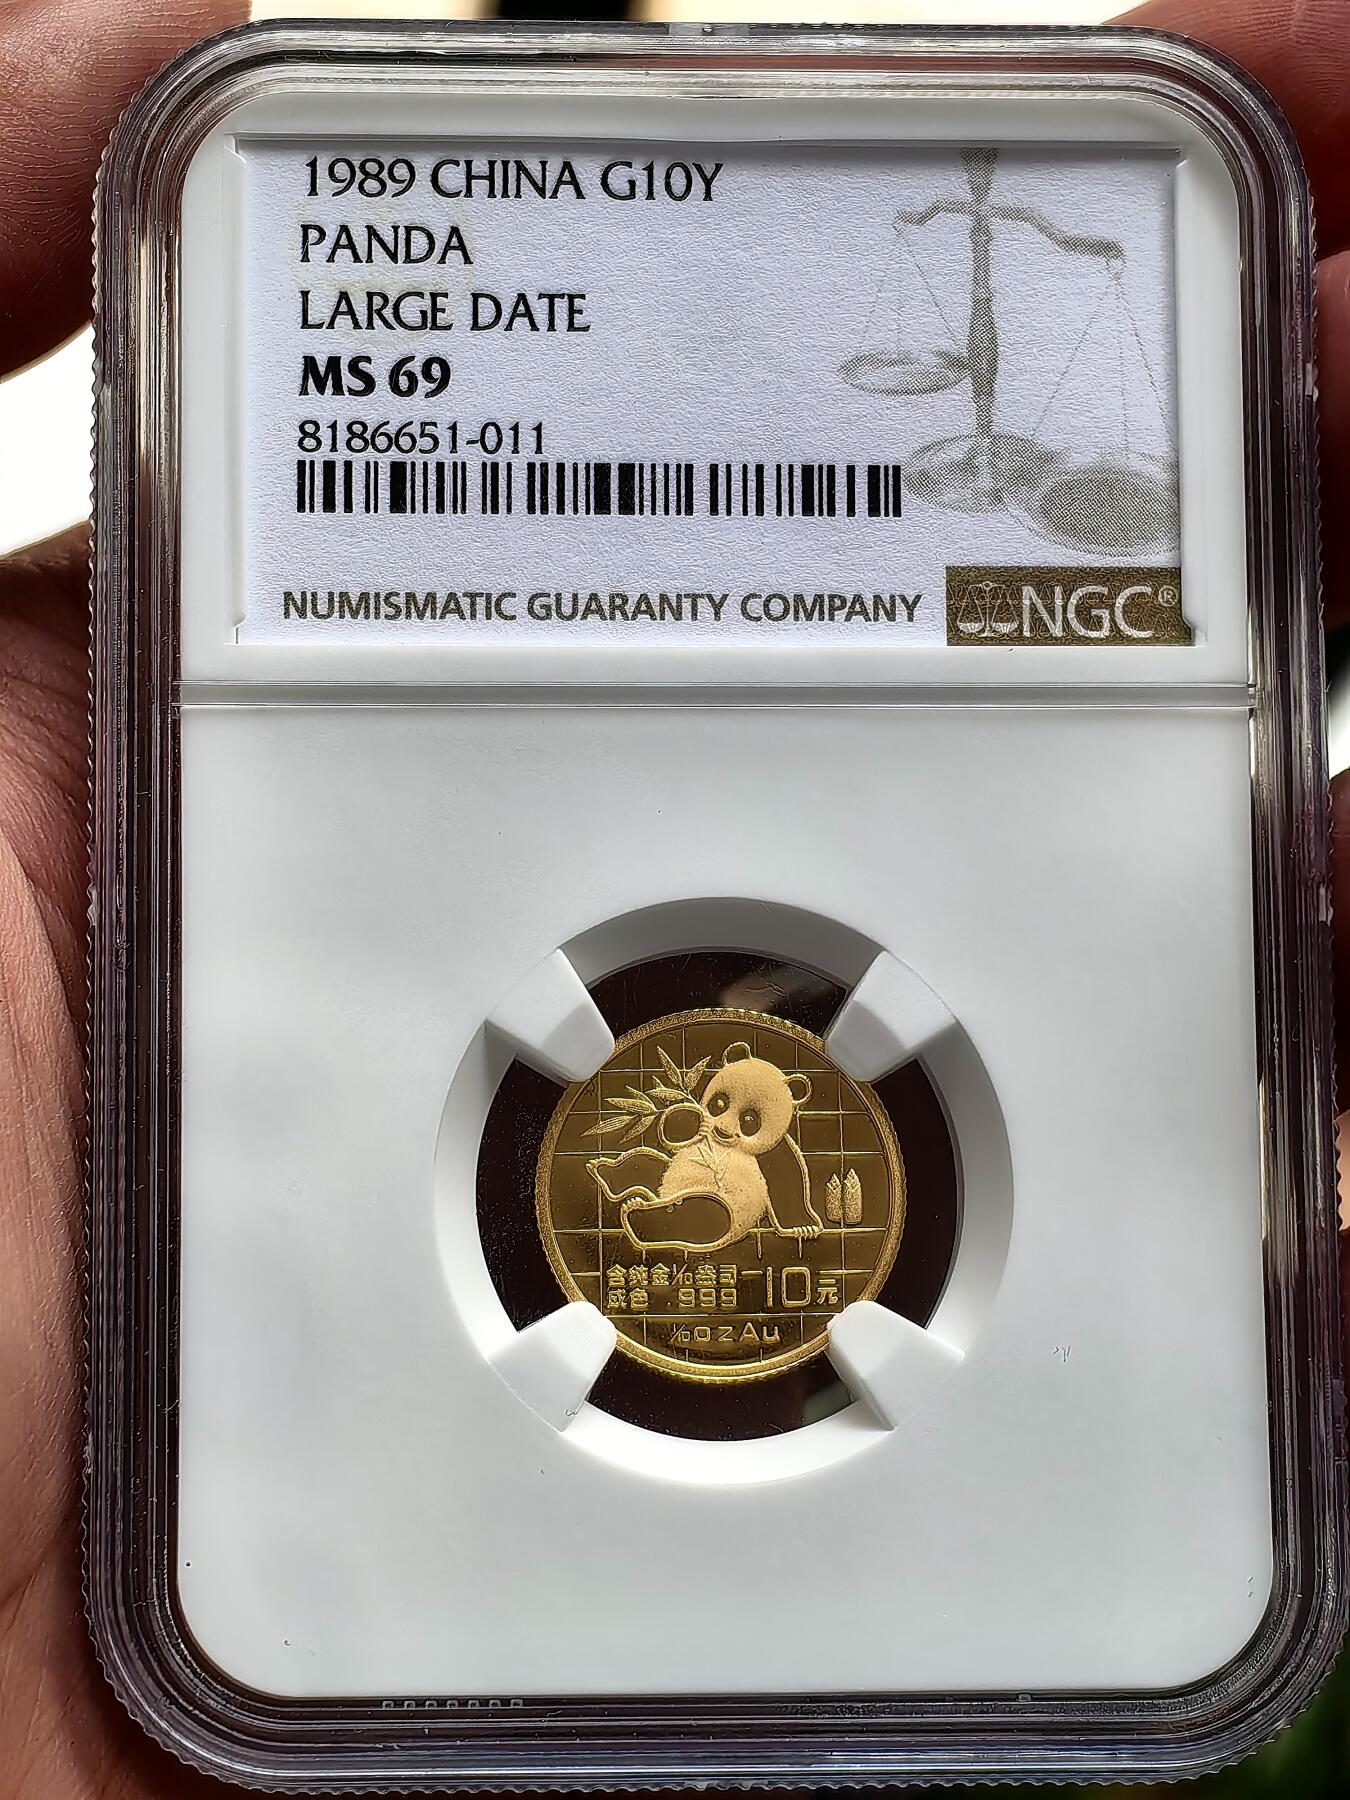 1989 CHINA G10Y
PANDA
LARGE DATE
MS 69
8186651-011
NUMISMATIC GUARANTY COMPANY
NGC®
含纯金1/10盎司
成色 .999
10元
1/10 oz Au